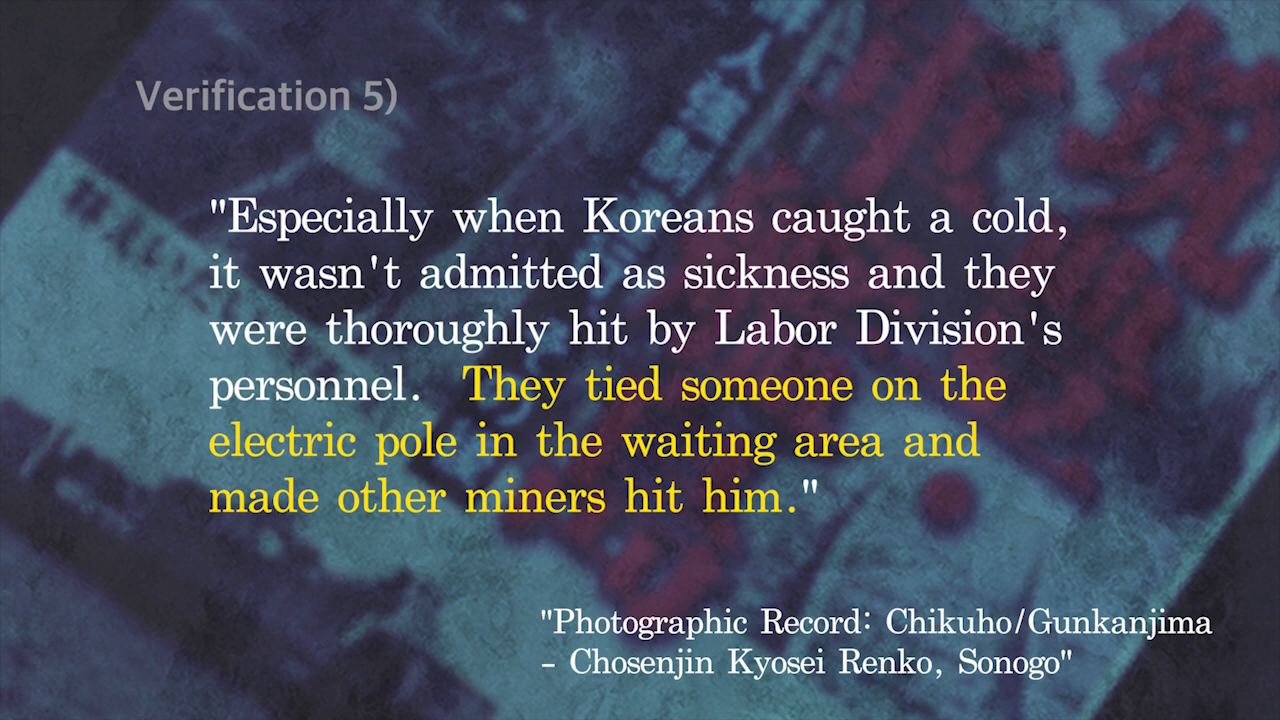 Verification 5)
"Especially when Koreans caught a cold,
it wasn't admitted as sickness and they
were thoroughly hit by Labor Division's
personnel. They tied someone on the
electric pole in the waiting area and
made other miners hit him."
"Photographic Record: Chikuho/Gunkanjima
- Chosenjin Kyosei Renko, Sonogo"